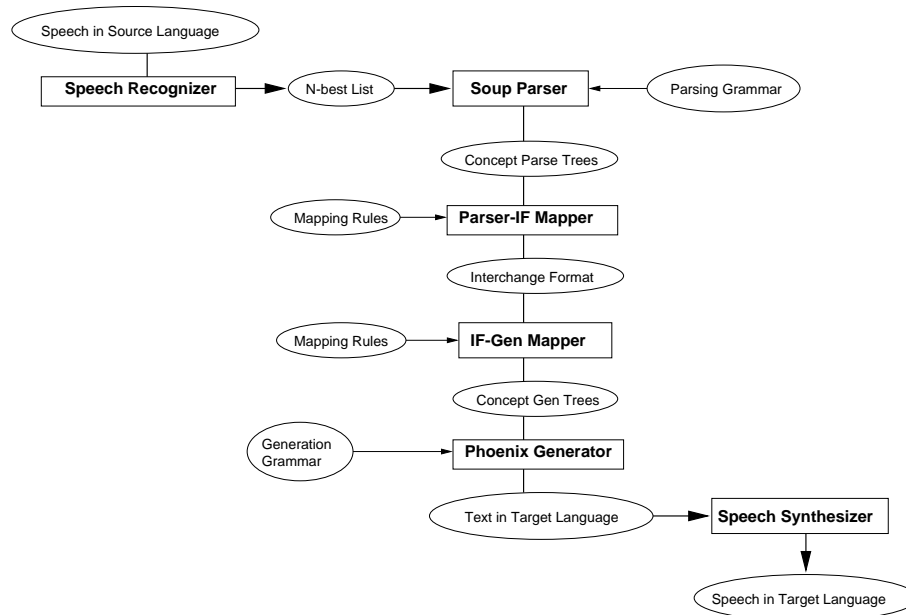 Speech in Source Language
Speech Recognizer
N-best List
Soup Parser
Parsing Grammar
Concept Parse Trees
Mapping Rules
Parser-IF Mapper
Interchange Format
Mapping Rules
IF-Gen Mapper
Concept Gen Trees
Generation
Grammar
Phoenix Generator
Text in Target Language
Speech Synthesizer
Speech in Target Language